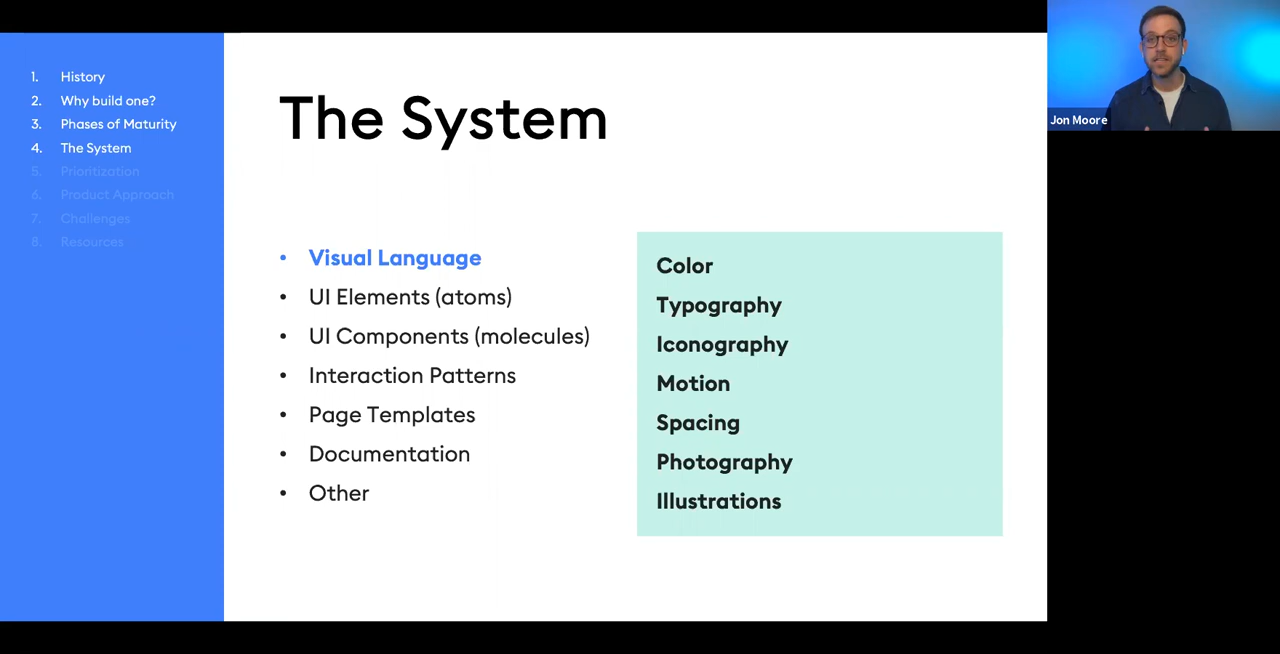 1. History
2. Why build one?
3. Phases of Maturity
4. The System
5. Prioritization
6. Product Approach
7. Challenges
8. Resources
The System
• Visual Language
• UI Elements (atoms)
• UI Components (molecules)
• Interaction Patterns
• Page Templates
• Documentation
• Other
Color
Typography
Iconography
Motion
Spacing
Photography
Illustrations
Jon Moore